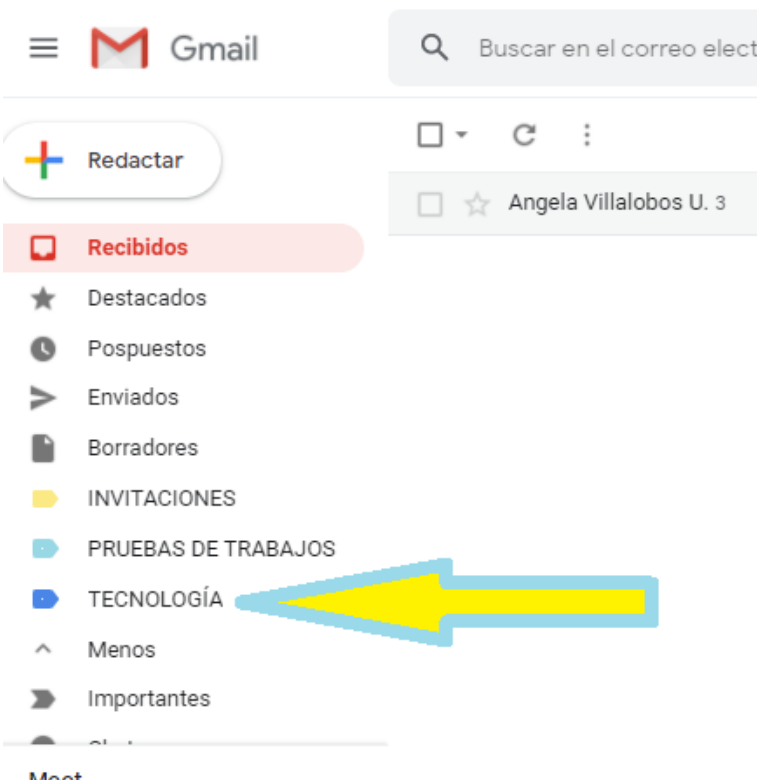 Gmail
Buscar en el correo elect
Redactar
Angela Villalobos U. 3
Recibidos
Destacados
Pospuestos
Enviados
Borradores
INVITACIONES
PRUEBAS DE TRABAJOS
TECNOLOGÍA
Menos
Importantes
Meet